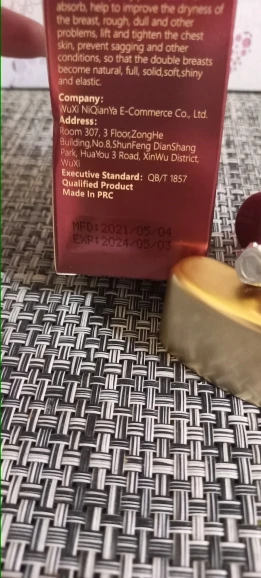 absorb, help to improve the dryness of
the breast, rough, dull and other
problems, lift and tighten the chest
skin, prevent sagging and other
conditions, so that the double breasts
become natural, full, solid,soft,shiny
and elastic.
Company:
WuXi NiQianYa E-Commerce Co., Ltd.
Address:
Room 307, 3 Floor,ZongHe
Building,No.8,ShunFeng DianShang
Park, HuaYou 3 Road, XinWu District,
WuXi
Executive Standard: QB/T 1857
Qualified Product
Made In PRC
MFD:2021/05/04
EXP:2024/05/03